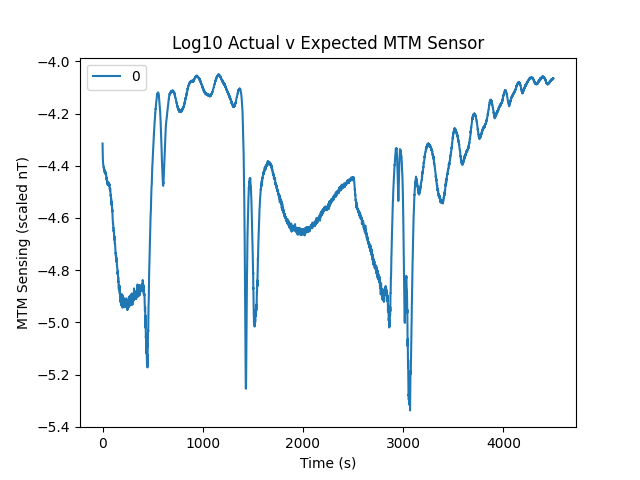 Log10 Actual v Expected MTM Sensor
0
−4.0
−4.2
−4.4
−4.6
−4.8
−5.0
−5.2
−5.4
MTM Sensing (scaled nT)
0 1000 2000 3000 4000
Time (s)